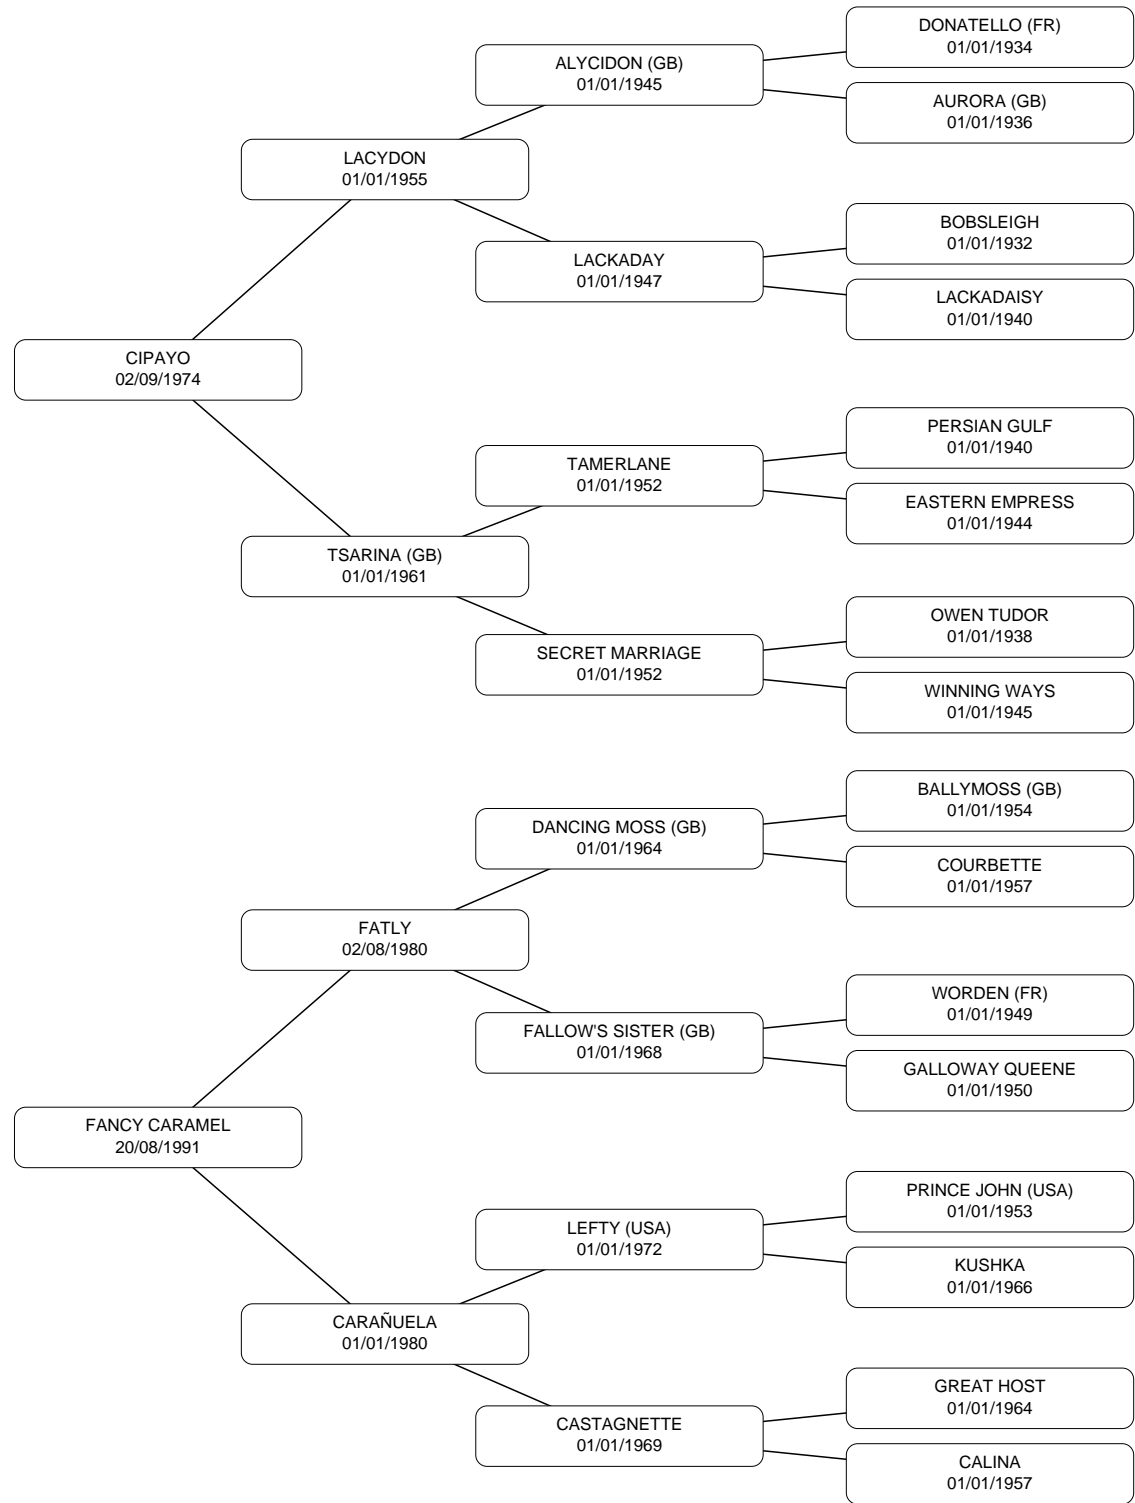 DONATELLO (FR)
01/01/1934
ALYCIDON (GB)
01/01/1945
AURORA (GB)
01/01/1936
LACYDON
01/01/1955
BOBSLEIGH
01/01/1932
LACKADAY
01/01/1947
LACKADAISY
01/01/1940
CIPAYO
02/09/1974
PERSIAN GULF
01/01/1940
TAMERLANE
01/01/1952
EASTERN EMPRESS
01/01/1944
TSARINA (GB)
01/01/1961
OWEN TUDOR
01/01/1938
SECRET MARRIAGE
01/01/1952
WINNING WAYS
01/01/1945
BALLYMOSS (GB)
01/01/1954
DANCING MOSS (GB)
01/01/1964
COURBETTE
01/01/1957
FATLY
02/08/1980
WORDEN (FR)
01/01/1949
FALLOW'S SISTER (GB)
01/01/1968
GALLOWAY QUEENE
01/01/1950
FANCY CARAMEL
20/08/1991
PRINCE JOHN (USA)
01/01/1953
LEFTY (USA)
01/01/1972
KUSHKA
01/01/1966
CARAÑUELA
01/01/1980
GREAT HOST
01/01/1964
CASTAGNETTE
01/01/1969
CALINA
01/01/1957